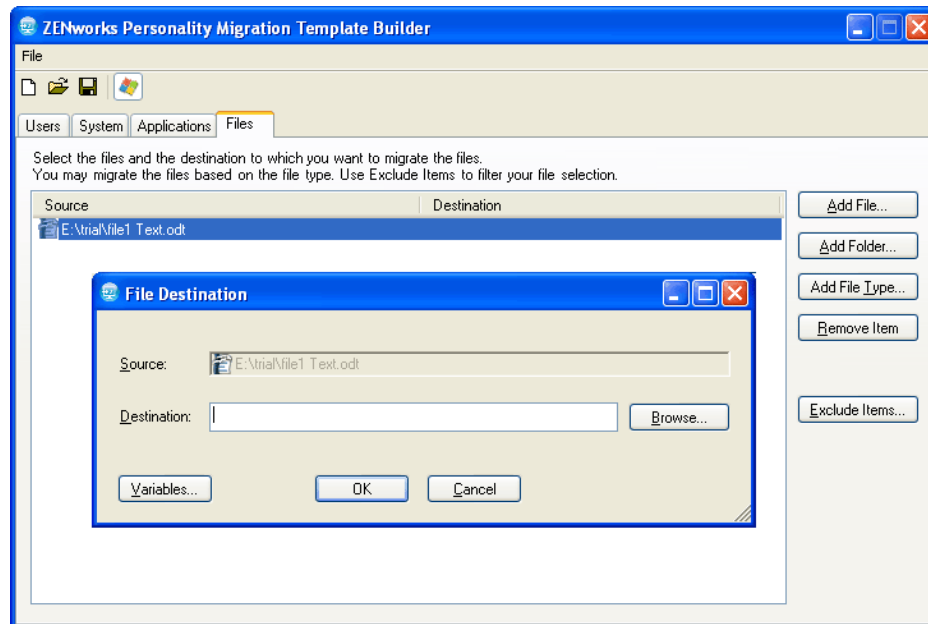 ZENworks Personality Migration Template Builder
File
Users System Applications Files
Select the files and the destination to which you want to migrate the files.
You may migrate the files based on the file type. Use Exclude Items to filter your file selection.
Source Destination
E:\trial\file1 Text.odt
Add File...
Add Folder...
Add File Type...
Remove Item
Exclude Items...
File Destination
Source: E:\trial\file1 Text.odt
Destination: Browse...
Variables... OK Cancel